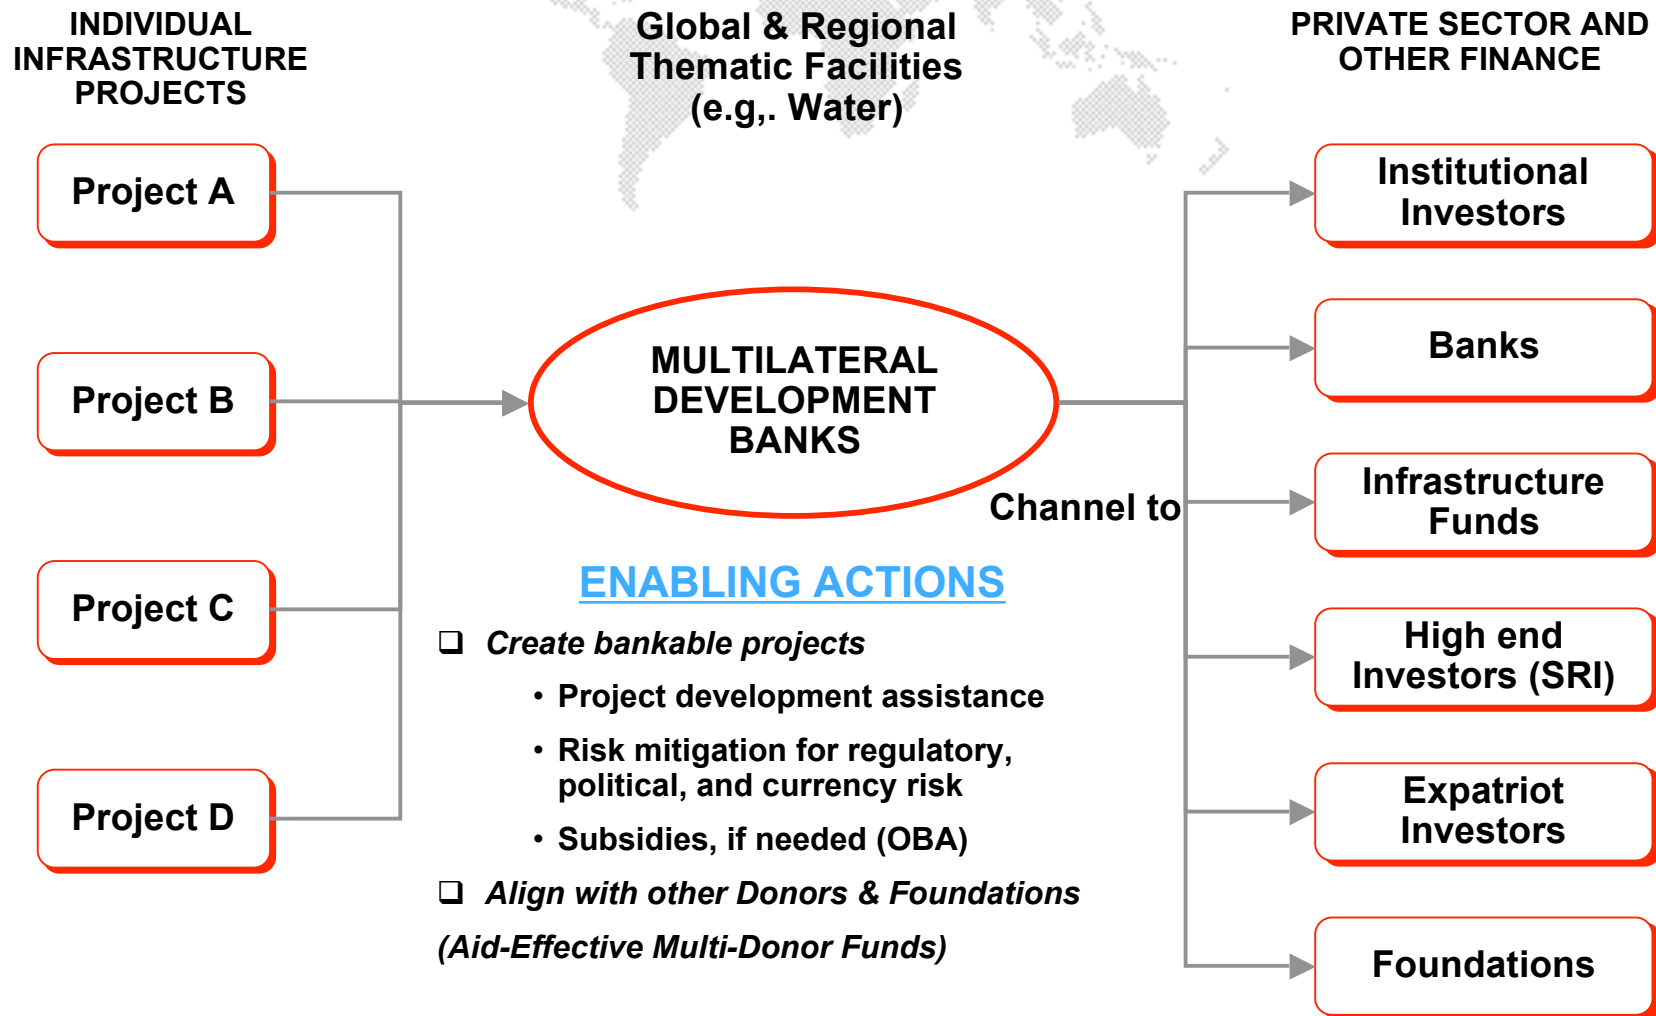 INDIVIDUAL
INFRASTRUCTURE
PROJECTS
Project A
Project B
Project C
Project D
Global & Regional
Thematic Facilities
(e.g,. Water)
MULTILATERAL
DEVELOPMENT
BANKS
Channel to
ENABLING ACTIONS
❑ Create bankable projects
• Project development assistance
• Risk mitigation for regulatory,
political, and currency risk
• Subsidies, if needed (OBA)
❑ Align with other Donors & Foundations
(Aid-Effective Multi-Donor Funds)
PRIVATE SECTOR AND
OTHER FINANCE
Institutional
Investors
Banks
Infrastructure
Funds
High end
Investors (SRI)
Expatriot
Investors
Foundations